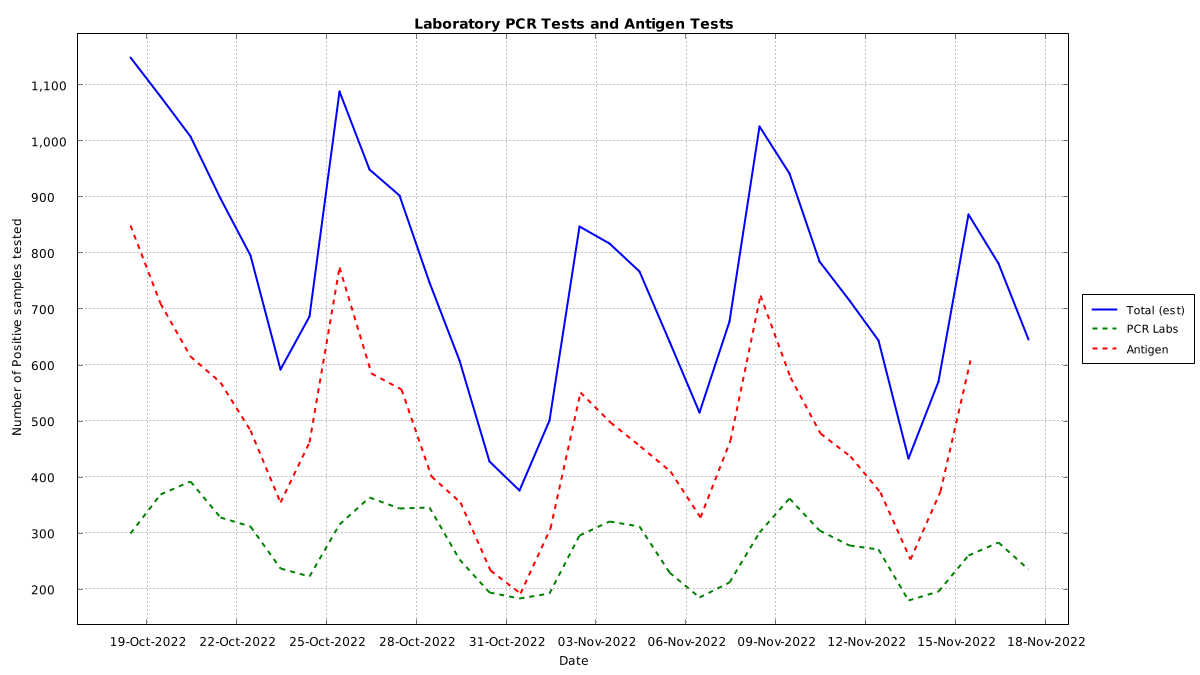 Laboratory PCR Tests and Antigen Tests
1,100
1,000
900
800
700
600
500
400
300
200
Number of Positive samples tested
19-Oct-2022 22-Oct-2022 25-Oct-2022 28-Oct-2022 31-Oct-2022 03-Nov-2022 06-Nov-2022 09-Nov-2022 12-Nov-2022 15-Nov-2022 18-Nov-2022
Date
Total (est)
PCR Labs
Antigen